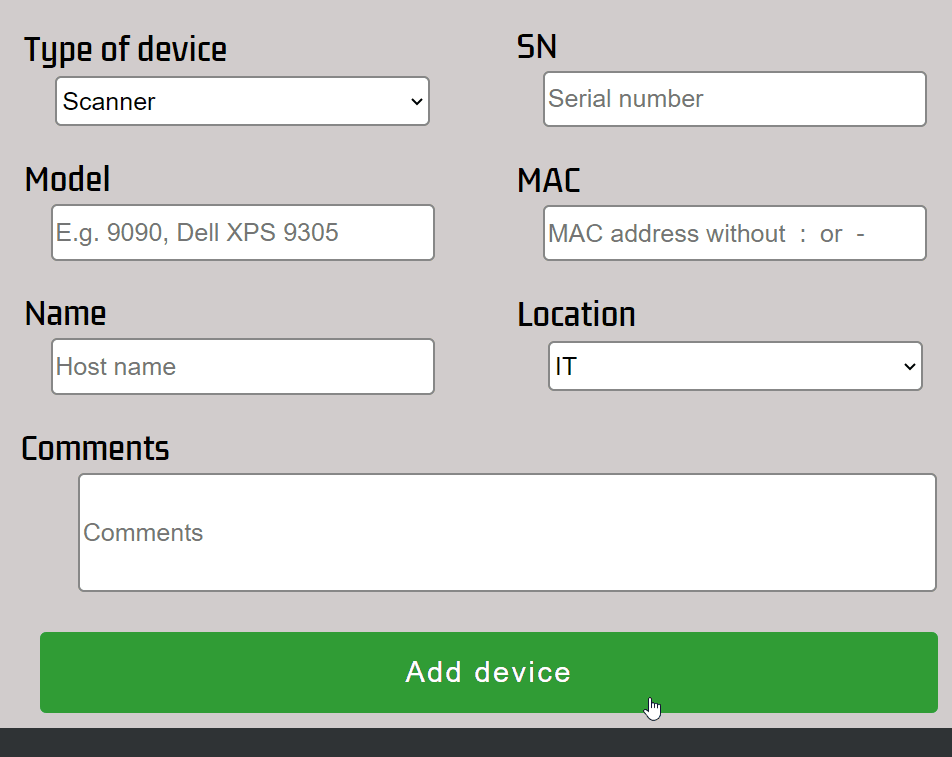 Type of device
Scanner
SN
Serial number
Model
E.g. 9090, Dell XPS 9305
MAC
MAC address without : or -
Name
Host name
Location
IT
Comments
Comments
Add device